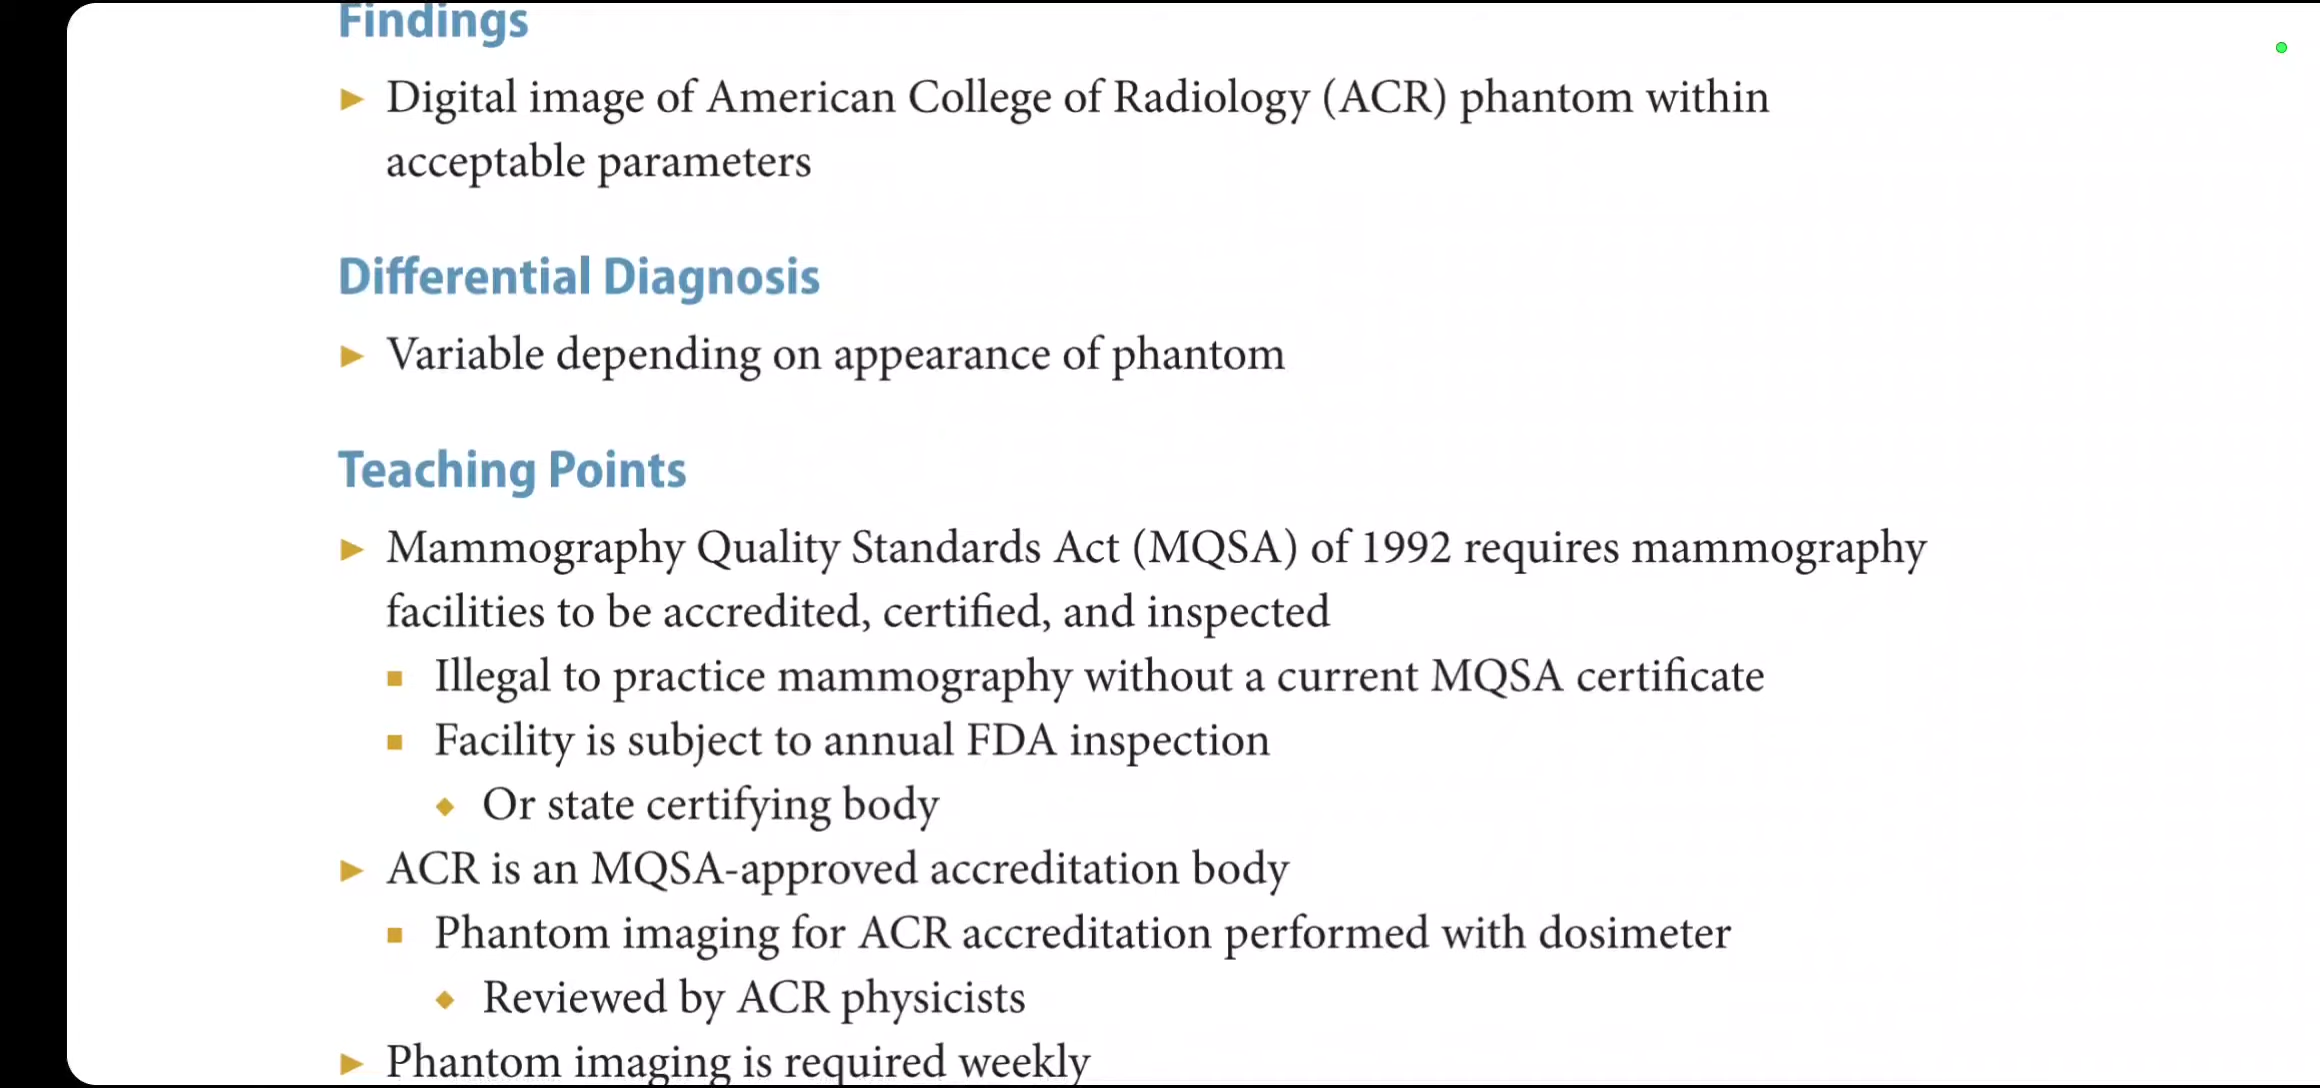 Findings
Digital image of American College of Radiology (ACR) phantom within
acceptable parameters
Differential Diagnosis
Variable depending on appearance of phantom
Teaching Points
Mammography Quality Standards Act (MQSA) of 1992 requires mammography
facilities to be accredited, certified, and inspected
Illegal to practice mammography without a current MQSA certificate
Facility is subject to annual FDA inspection
Or state certifying body
ACR is an MQSA-approved accreditation body
Phantom imaging for ACR accreditation performed with dosimeter
Reviewed by ACR physicists
Phantom imaging is required weekly